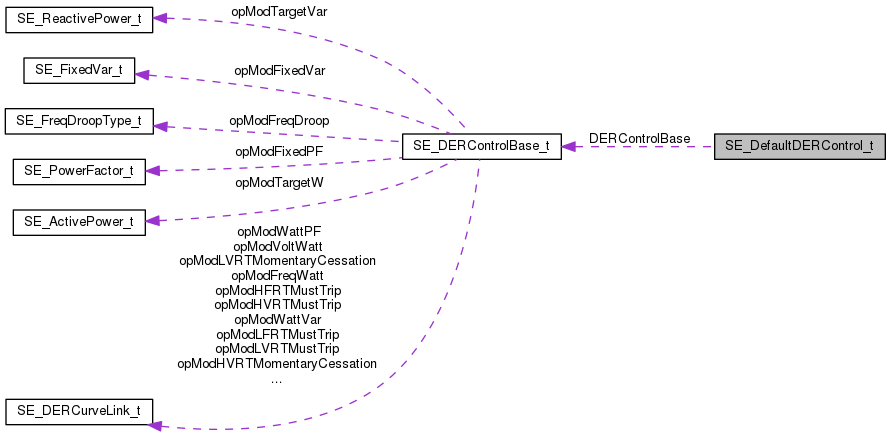 SE_ReactivePower_t
opModTargetVar
SE_FixedVar_t
opModFixedVar
SE_FreqDroopType_t
opModFreqDroop
SE_DERControlBase_t
DERControlBase
SE_DefaultDERControl_t
opModFixedPF
SE_PowerFactor_t
opModTargetW
SE_ActivePower_t
opModWattPF
opModVoltWatt
opModLVRTMomentaryCessation
opModFreqWatt
opModHFRTMustTrip
opModHVRTMustTrip
opModWattVar
opModLFRTMustTrip
opModLVRTMustTrip
opModHVRTMomentaryCessation
...
SE_DERCurveLink_t